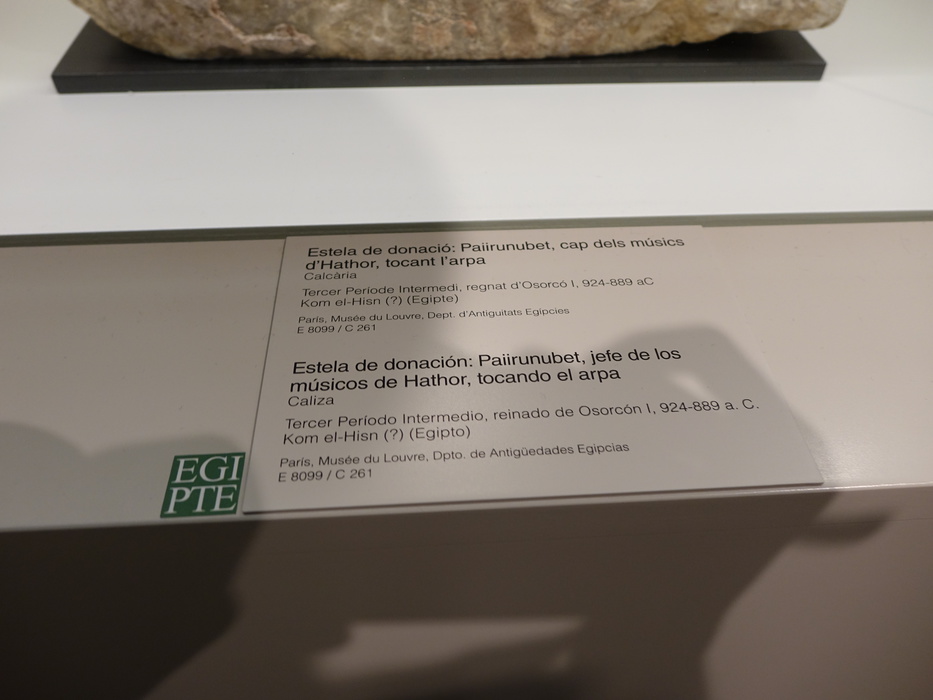 Estela de donació: Paiirunubet, cap dels músics
d'Hathor, tocant l'arpa
Calcària
Tercer Període Intermedi, regnat d'Osorcó I, 924-889 aC
Kom el-Hisn (?) (Egipte)
París, Musée du Louvre, Dept. d'Antiguitats Egípcies
E 8099 / C 261
Estela de donación: Paiirunubet, jefe de los
músicos de Hathor, tocando el arpa
Caliza
Tercer Período Intermedio, reinado de Osorcón I, 924-889 a. C.
Kom el-Hisn (?) (Egipto)
París, Musée du Louvre, Dpto. de Antigüedades Egipcias
E 8099 / C 261
EGI
PTE